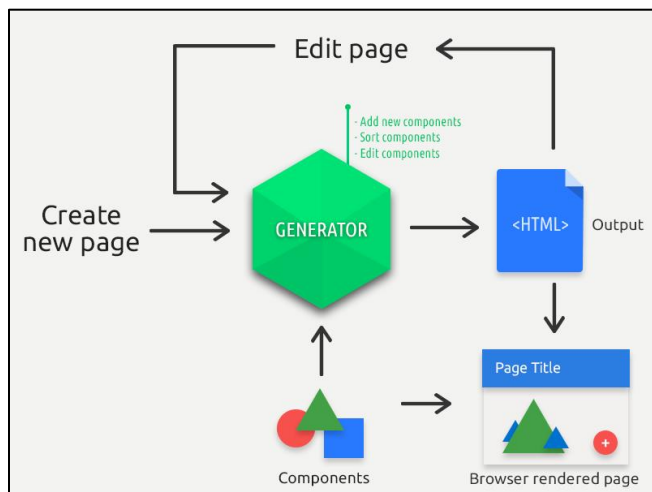 Edit page
- Add new components
- Sort components
- Edit components
Create
new page
GENERATOR
<HTML>
Output
Page Title
+
Components
Browser rendered page